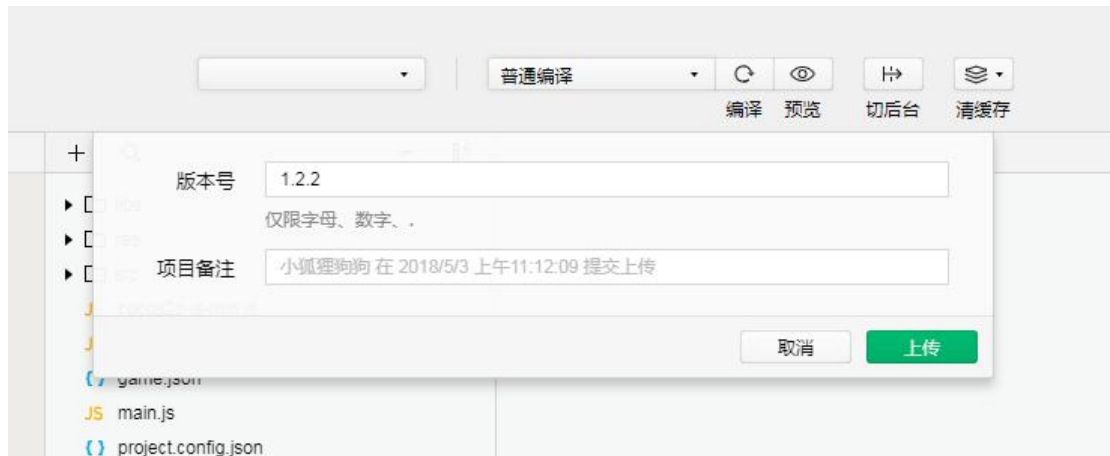 普通编译
编译 预览 切后台 清缓存
版本号 1.2.2
仅限字母、数字、.
项目备注 小狐狸狗狗 在 2018/5/3 上午11:12:09 提交上传
取消 上传
game.json
JS main.js
{ } project.config.json